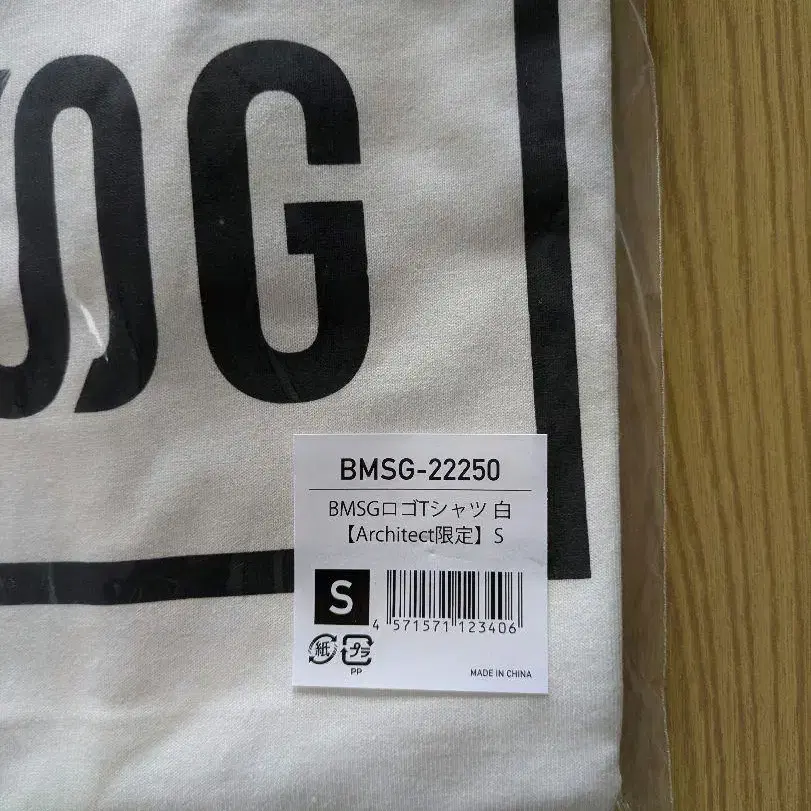 SG
BMSG-22250
BMSGロゴTシャツ 白
【Architect限定】 S
S
4 571571 123406
紙 プラ
PP
MADE IN CHINA